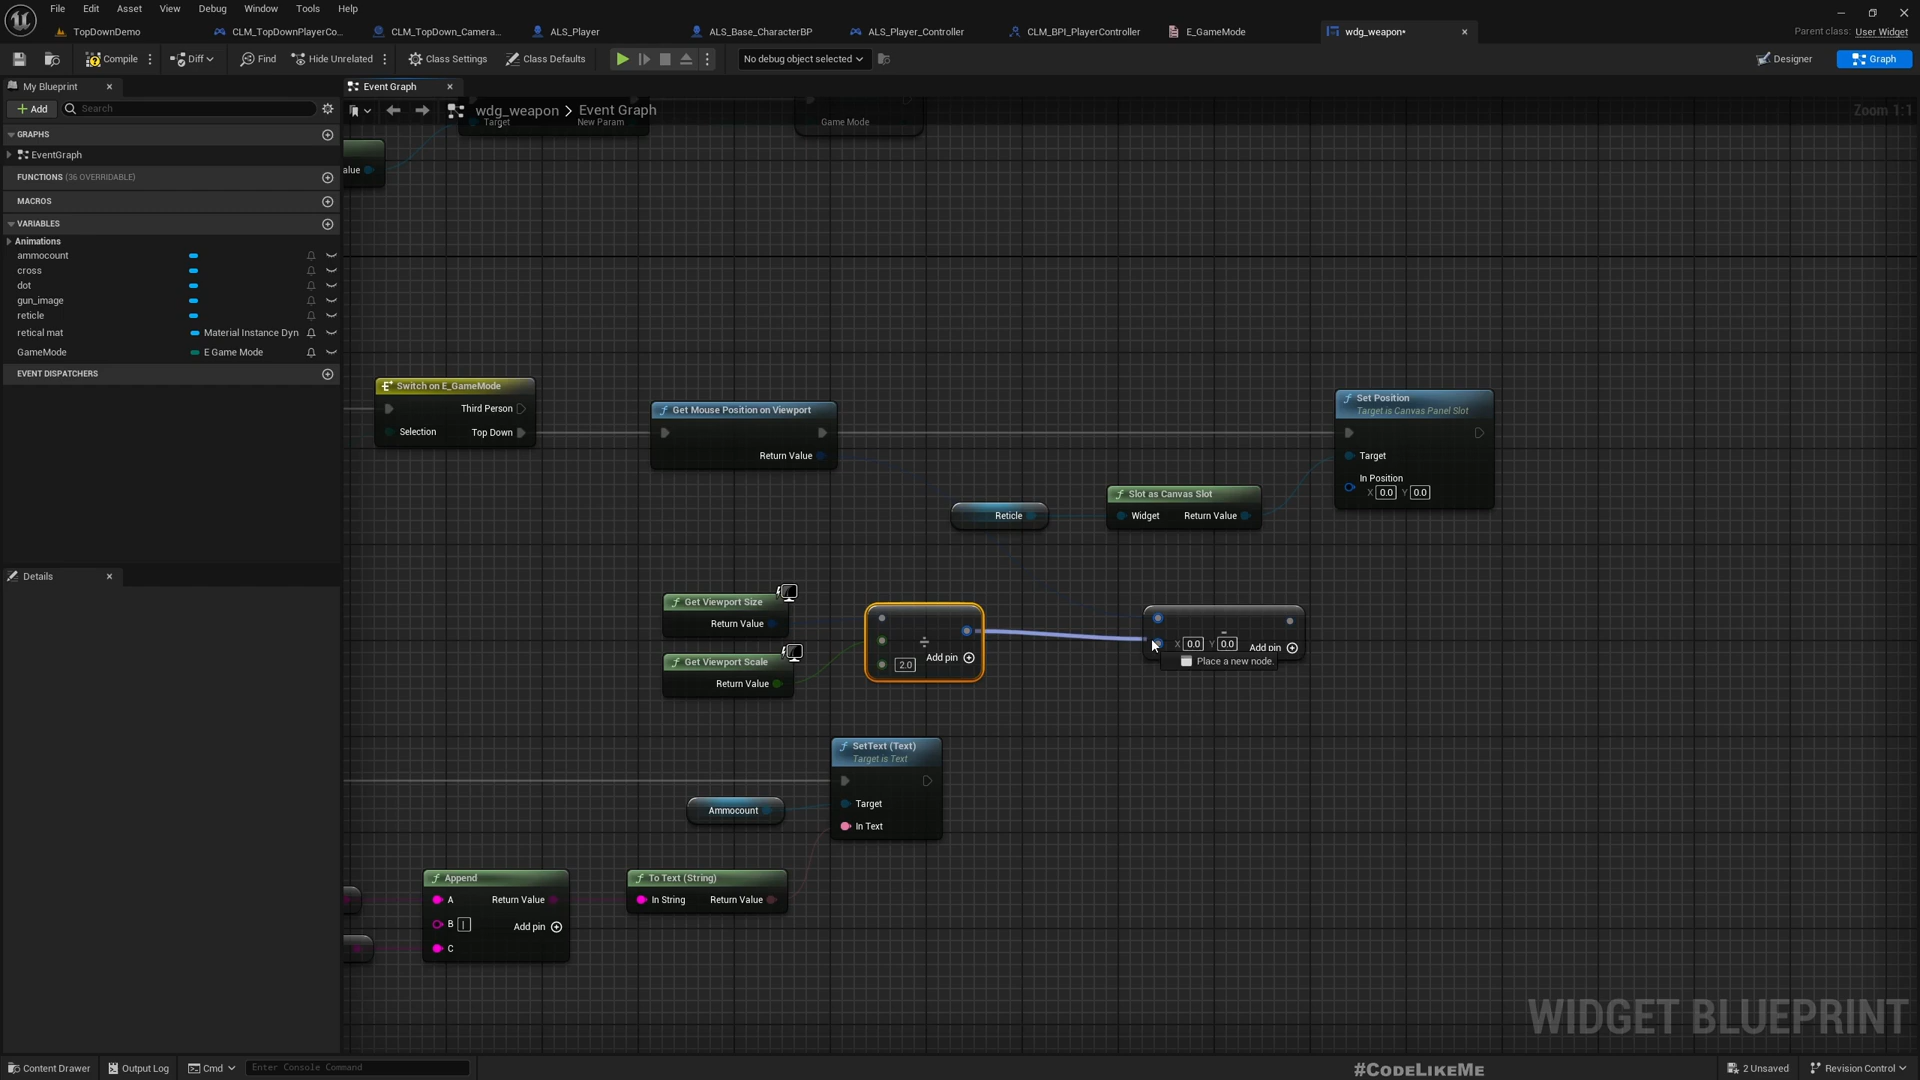 File Edit Asset View Debug Window Tools Help
TopDownDemo
CLM_TopDownPlayerCo...
CLM_TopDown_Camera...
ALS_Player
ALS_Base_CharacterBP
ALS_Player_Controller
CLM_BPI_PlayerController
E_GameMode
wdg_weapon•
Parent class: User Widget
Compile
Diff
Find
Hide Unrelated
Class Settings
Class Defaults
No debug object selected
Designer
Graph
My Blueprint
Event Graph
Add
Search
wdg_weapon > Event Graph
Zoom 1:1
GRAPHS
EventGraph
FUNCTIONS (36 OVERRIDABLE)
MACROS
VARIABLES
Animations
ammocount
cross
dot
gun_image
reticle
retical mat Material Instance Dyn
GameMode E Game Mode
EVENT DISPATCHERS
Details
Target New Param
Game Mode
alue
Switch on E_GameMode
Third Person
Selection Top Down
Get Mouse Position on Viewport
Return Value
Reticle
Slot as Canvas Slot
Widget Return Value
Set Position
Target is Canvas Panel Slot
Target
In Position
X 0.0 Y 0.0
Get Viewport Size
Return Value
Get Viewport Scale
Return Value
÷
2.0
Add pin
-
X 0.0 Y 0.0
Add pin
Place a new node.
SetText (Text)
Target is Text
Target
In Text
Ammocount
Append
A Return Value
B |
Add pin
C
To Text (String)
In String Return Value
WIDGET BLUEPRINT
Content Drawer
Output Log
Cmd
Enter Console Command
#CODELIKEME
2 Unsaved
Revision Control